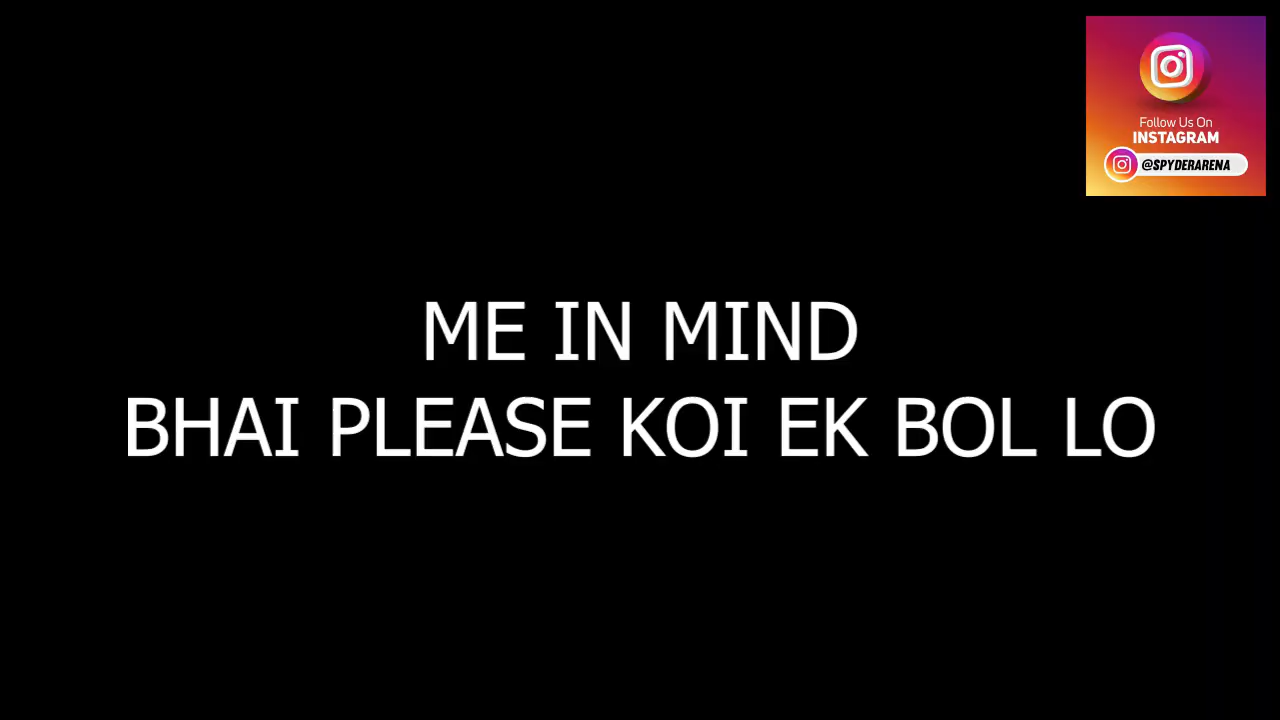 Follow Us On
INSTAGRAM
@SPYDERARENA
ME IN MIND
BHAI PLEASE KOI EK BOL LO